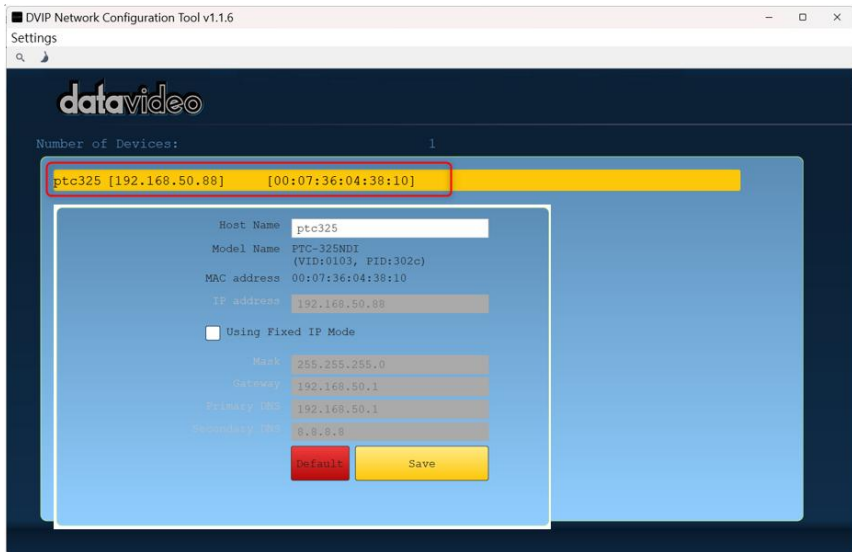 DVIP Network Configuration Tool v1.1.6
Settings
datavideo
Number of Devices: 1
ptc325 [192.168.50.88] [00:07:36:04:38:10]
Host Name ptc325
Model Name PTC-325NDI
(VID:0103, PID:302c)
MAC address 00:07:36:04:38:10
IP address 192.168.50.88
Using Fixed IP Mode
Mask 255.255.255.0
Gateway 192.168.50.1
Primary DNS 192.168.50.1
Secondary DNS 8.8.8.8
Default Save